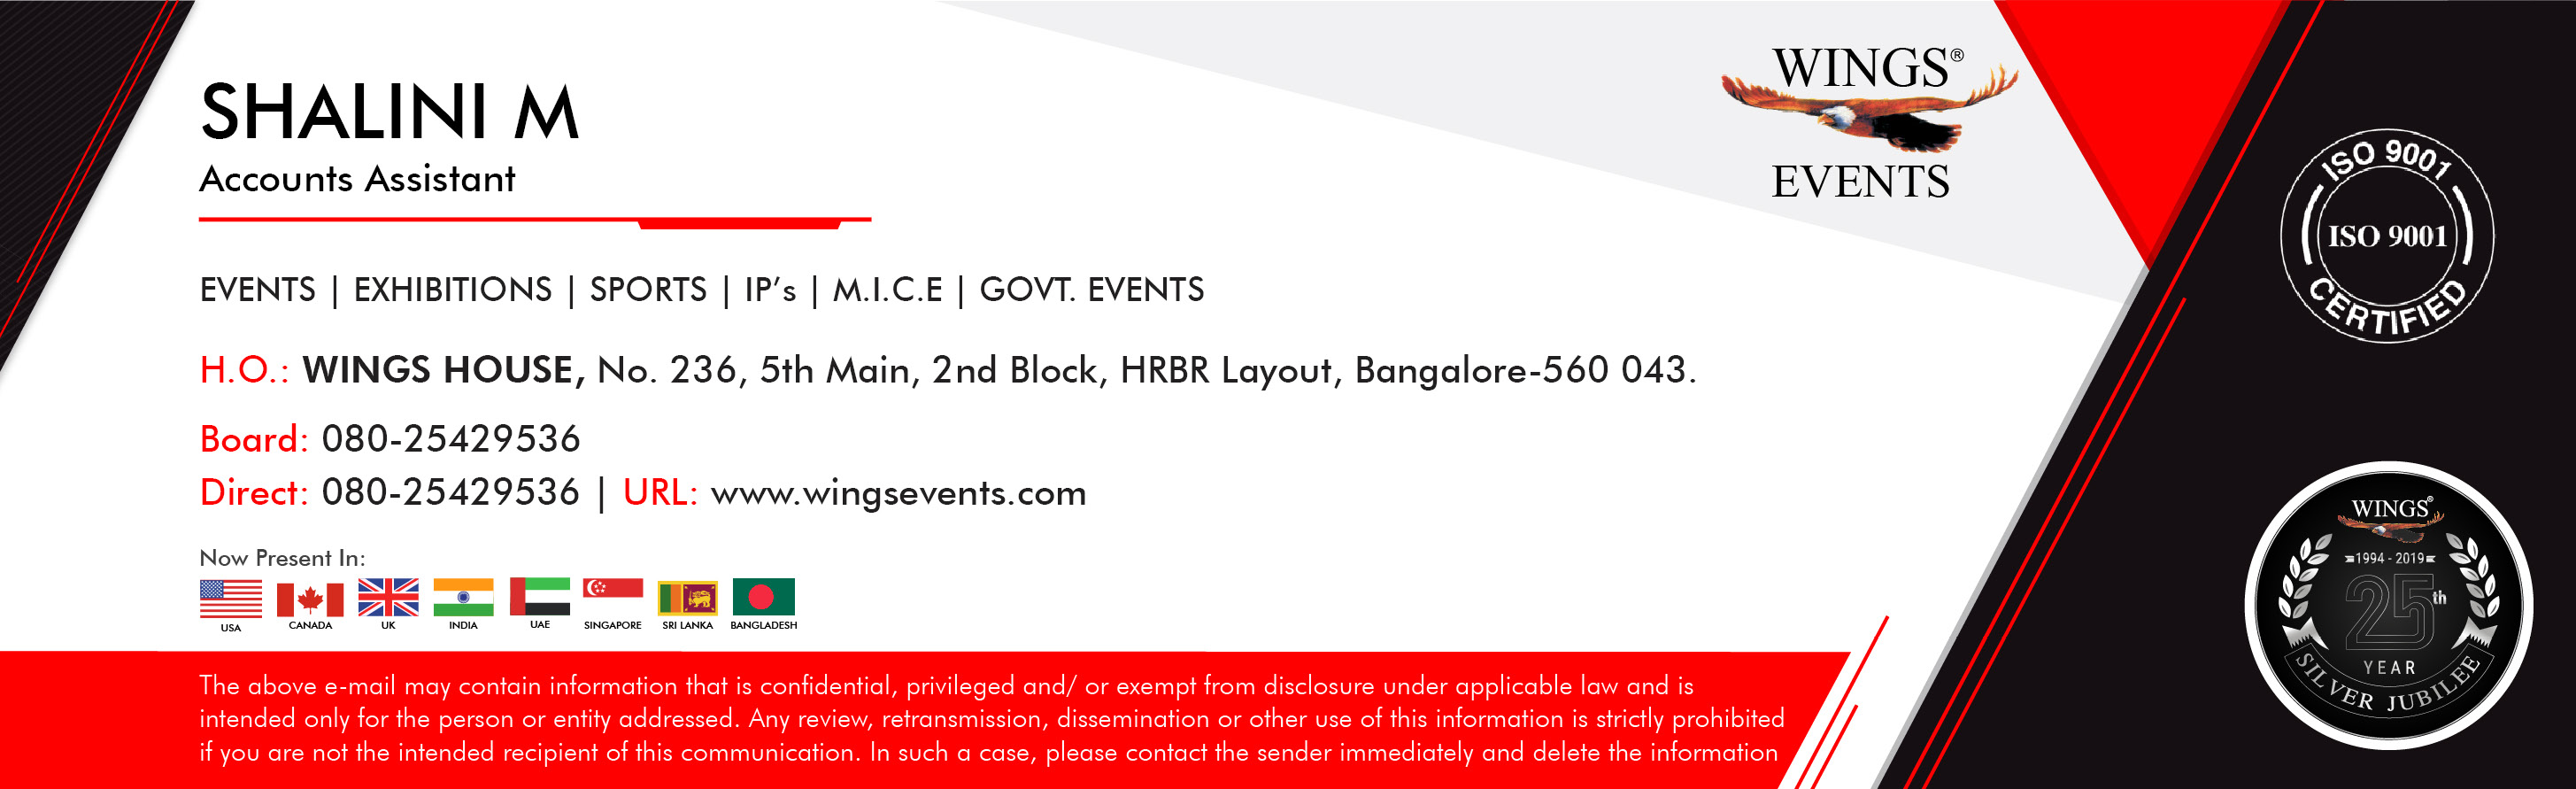 SHALINI M
Accounts Assistant
WINGS®
EVENTS
EVENTS | EXHIBITIONS | SPORTS | IP’s | M.I.C.E | GOVT. EVENTS
H.O.: WINGS HOUSE, No. 236, 5th Main, 2nd Block, HRBR Layout, Bangalore-560 043.
Board: 080-25429536
Direct: 080-25429536 | URL: www.wingsevents.com
Now Present In:
USA CANADA UK INDIA UAE SINGAPORE SRI LANKA BANGLADESH
The above e-mail may contain information that is confidential, privileged and/ or exempt from disclosure under applicable law and is
intended only for the person or entity addressed. Any review, retransmission, dissemination or other use of this information is strictly prohibited
if you are not the intended recipient of this communication. In such a case, please contact the sender immediately and delete the information
ISO 9001
ISO 9001
CERTIFIED
WINGS®
1994 - 2019
25th
YEAR
SILVER JUBILEE